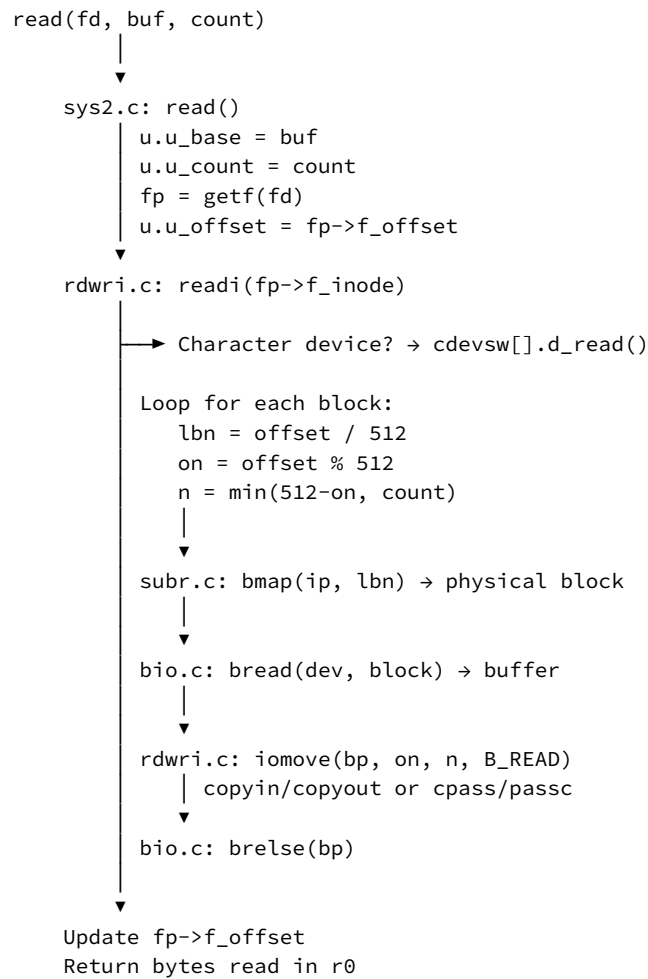 read(fd, buf, count)
sys2.c: read()
u.u_base = buf
u.u_count = count
fp = getf(fd)
u.u_offset = fp->f_offset
rdwri.c: readi(fp->f_inode)
Character device? → cdevsw[].d_read()
Loop for each block:
lbn = offset / 512
on = offset % 512
n = min(512-on, count)
subr.c: bmap(ip, lbn) → physical block
bio.c: bread(dev, block) → buffer
rdwri.c: iomove(bp, on, n, B_READ)
copyin/copyout or cpass/passc
bio.c: brelse(bp)
Update fp->f_offset
Return bytes read in r0